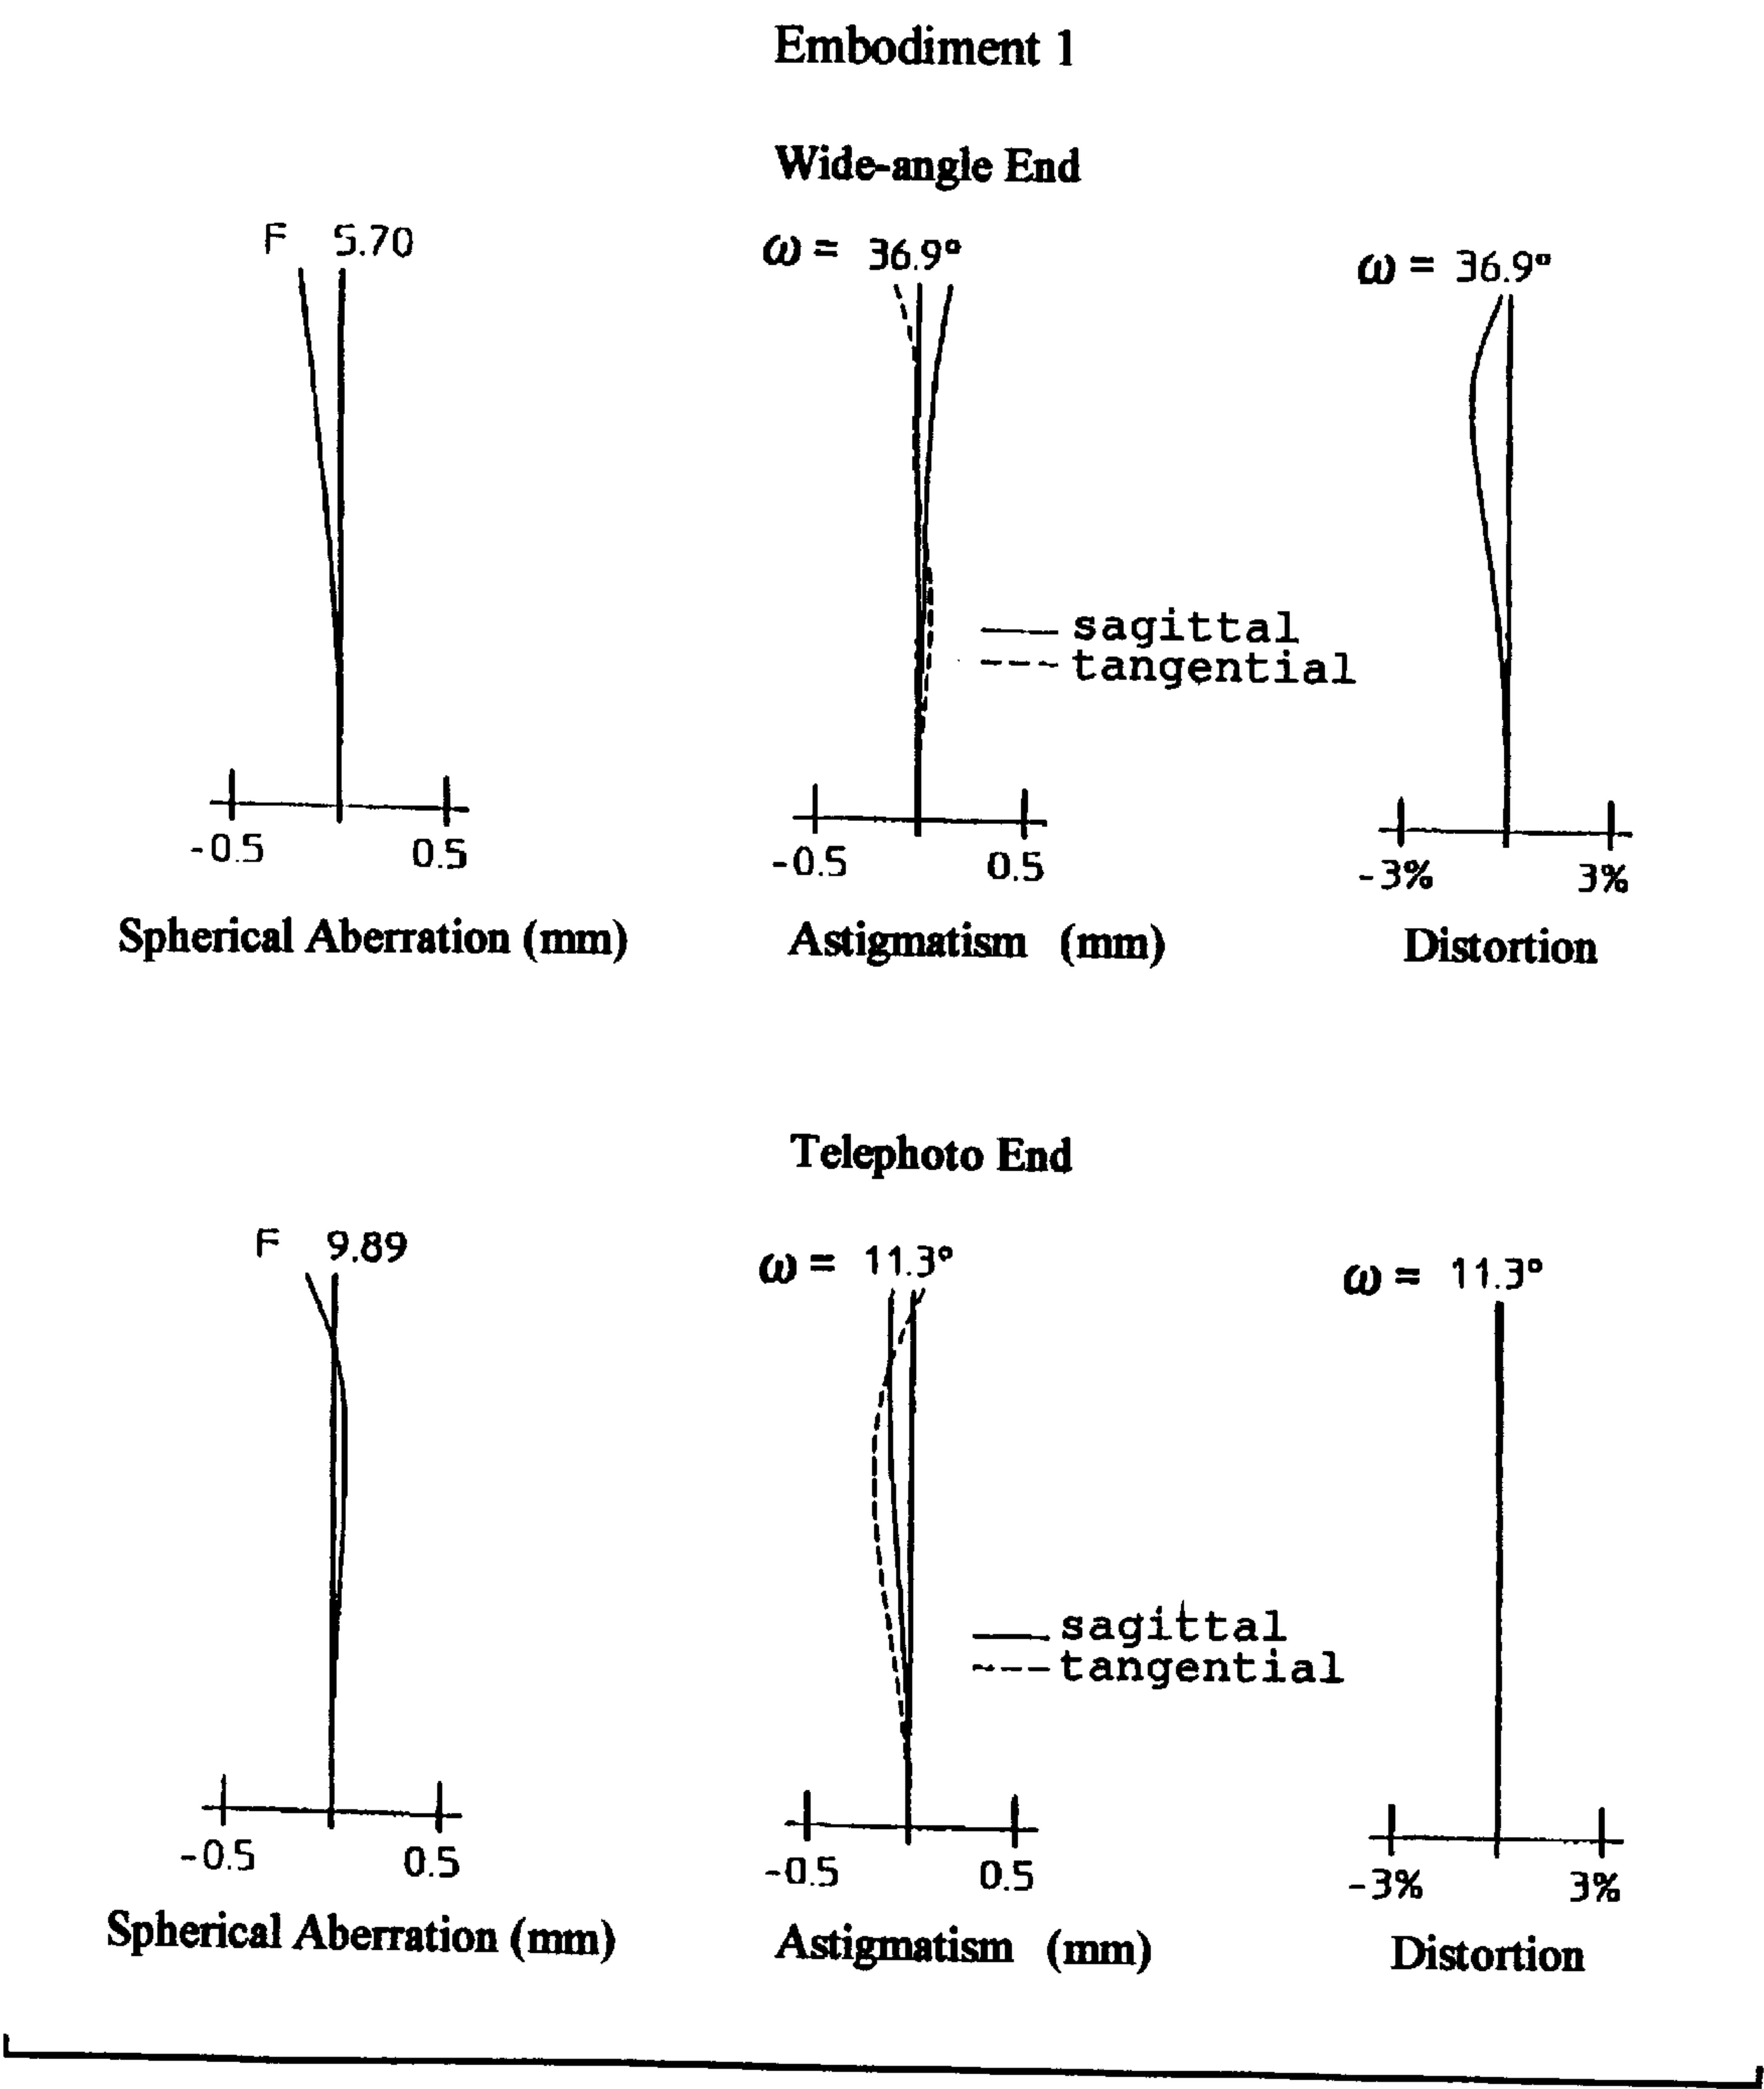 Embodiment 1
Wide-angle End
F 5.70
ω = 36.9°
ω = 36.9°
sagittal
tangential
-0.5 0.5
-0.5 0.5
-3% 3%
Spherical Aberration (mm)
Astigmatism (mm)
Distortion
Telephoto End
F 9.89
ω = 11.3°
ω = 11.3°
sagittal
tangential
-0.5 0.5
-0.5 0.5
-3% 3%
Spherical Aberration (mm)
Astigmatism (mm)
Distortion